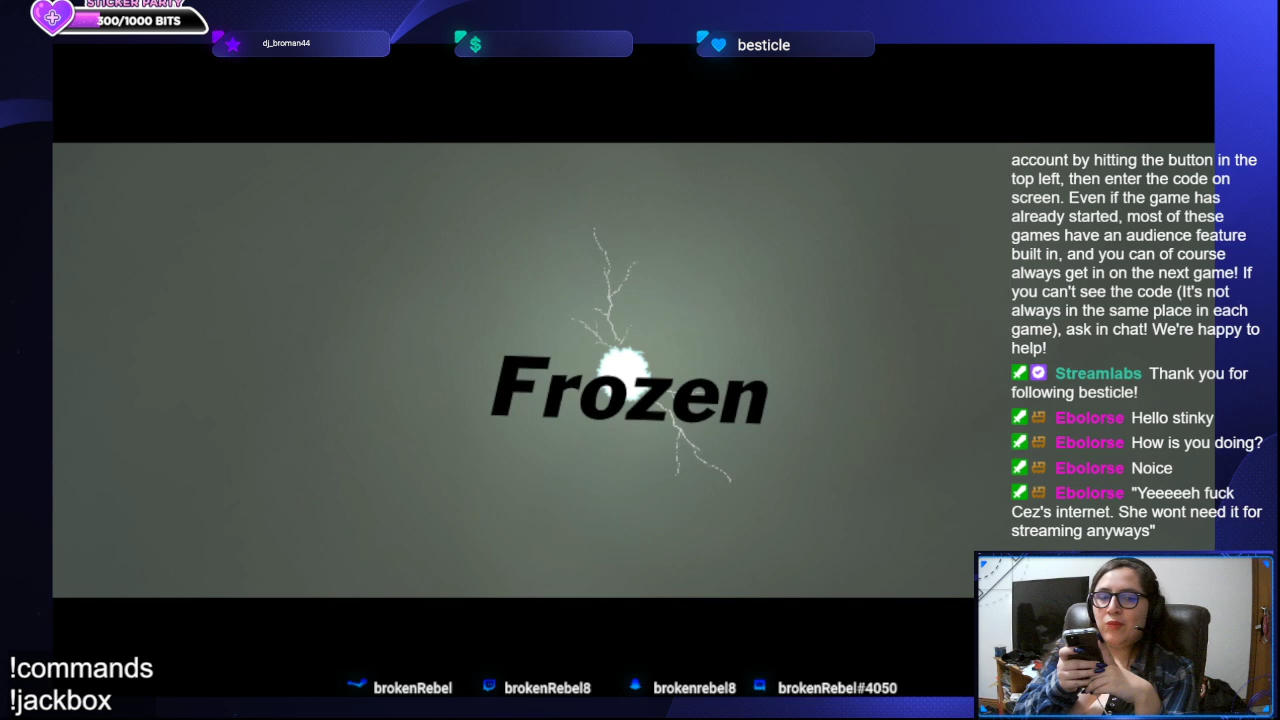 STICKER PARTY
300/1000 BITS
dj_broman44
besticle
account by hitting the button in the
top left, then enter the code on
screen. Even if the game has
already started, most of these
games have an audience feature
built in, and you can of course
always get in on the next game! If
you can't see the code (It's not
always in the same place in each
game), ask in chat! We're happy to
help!
Streamlabs Thank you for
following besticle!
Ebolorse Hello stinky
Ebolorse How is you doing?
Ebolorse Noice
Ebolorse "Yeeeeeh fuck
Cez's internet. She wont need it for
streaming anyways"
Frozen
!commands
!jackbox
brokenRebel
brokenRebel8
brokenrebel8
brokenRebel#4050